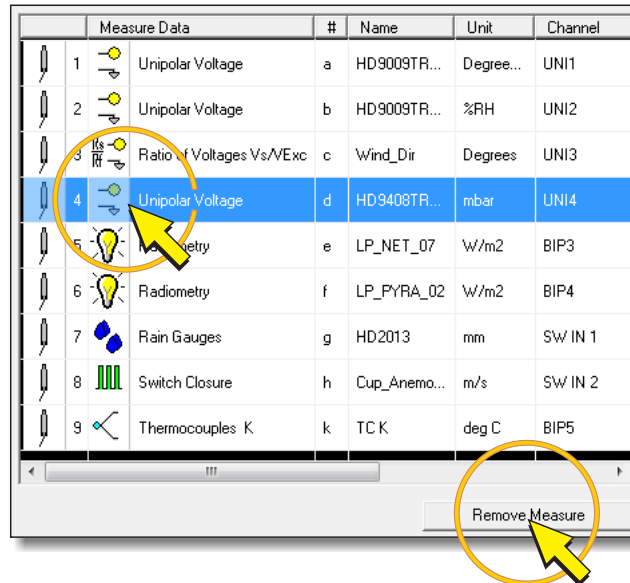 Measure Data # Name Unit Channel
1 Unipolar Voltage a HD9009TR... Degree... UNI1
2 Unipolar Voltage b HD9009TR... %RH UNI2
3 Rs Rf Ratio of Voltages Vs/VExc c Wind_Dir Degrees UNI3
4 Unipolar Voltage d HD9408TR... mbar UNI4
5 e LP_NET_07 W/m2 BIP3
6 Radiometry f LP_PYRA_02 W/m2 BIP4
7 Rain Gauges g HD2013 mm SW IN 1
8 Switch Closure h Cup_Anemo... m/s SW IN 2
9 Thermocouples K k TC K deg C BIP5
Remove Measure